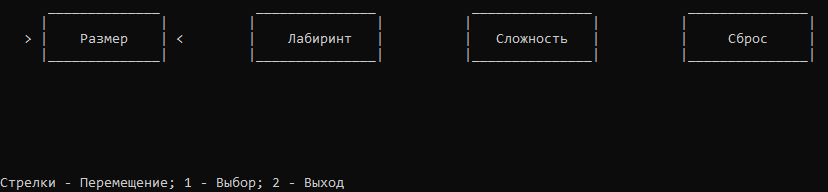 > Размер < Лабиринт Сложность Сброс
Стрелки - Перемещение; 1 - Выбор; 2 - Выход